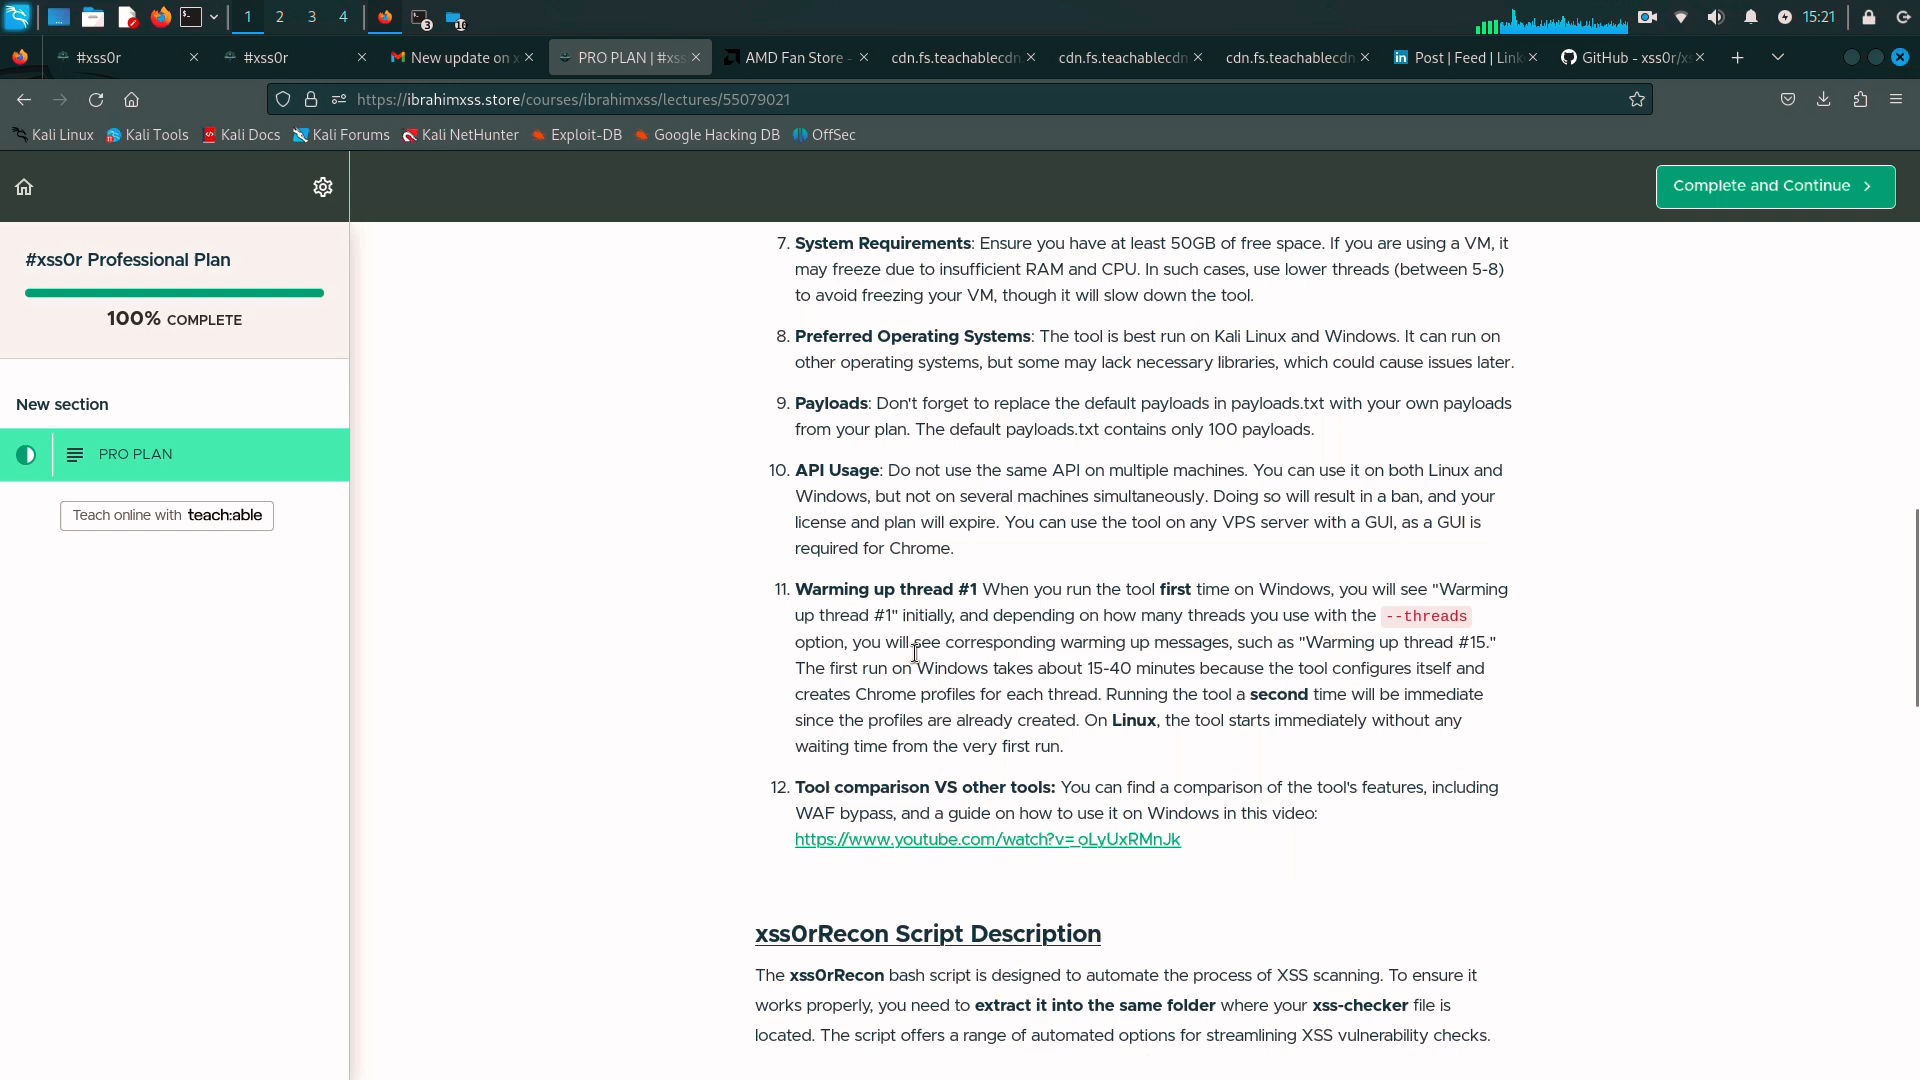 1 2 3 4 3 10 15:21
#xss0r × #xss0r × New update on x × PRO PLAN | #xss × AMD Fan Store - × cdn.fs.teachablecdn. × cdn.fs.teachablecdn. × cdn.fs.teachablecdn × Post | Feed | Link × GitHub - xss0r/xs ×
https://ibrahimxss.store/courses/ibrahimxss/lectures/55079021
Kali Linux Kali Tools Kali Docs Kali Forums Kali NetHunter Exploit-DB Google Hacking DB OffSec
Complete and Continue
#xss0r Professional Plan
100% COMPLETE
New section
PRO PLAN
Teach online with teach:able
7. System Requirements: Ensure you have at least 50GB of free space. If you are using a VM, it
may freeze due to insufficient RAM and CPU. In such cases, use lower threads (between 5-8)
to avoid freezing your VM, though it will slow down the tool.
8. Preferred Operating Systems: The tool is best run on Kali Linux and Windows. It can run on
other operating systems, but some may lack necessary libraries, which could cause issues later.
9. Payloads: Don't forget to replace the default payloads in payloads.txt with your own payloads
from your plan. The default payloads.txt contains only 100 payloads.
10. API Usage: Do not use the same API on multiple machines. You can use it on both Linux and
Windows, but not on several machines simultaneously. Doing so will result in a ban, and your
license and plan will expire. You can use the tool on any VPS server with a GUI, as a GUI is
required for Chrome.
11. Warming up thread #1 When you run the tool first time on Windows, you will see "Warming
up thread #1" initially, and depending on how many threads you use with the --threads
option, you will see corresponding warming up messages, such as "Warming up thread #15."
The first run on Windows takes about 15-40 minutes because the tool configures itself and
creates Chrome profiles for each thread. Running the tool a second time will be immediate
since the profiles are already created. On Linux, the tool starts immediately without any
waiting time from the very first run.
12. Tool comparison VS other tools: You can find a comparison of the tool's features, including
WAF bypass, and a guide on how to use it on Windows in this video:
https://www.youtube.com/watch?v=_oLyUxRMnJk
xss0rRecon Script Description
The xss0rRecon bash script is designed to automate the process of XSS scanning. To ensure it
works properly, you need to extract it into the same folder where your xss-checker file is
located. The script offers a range of automated options for streamlining XSS vulnerability checks.